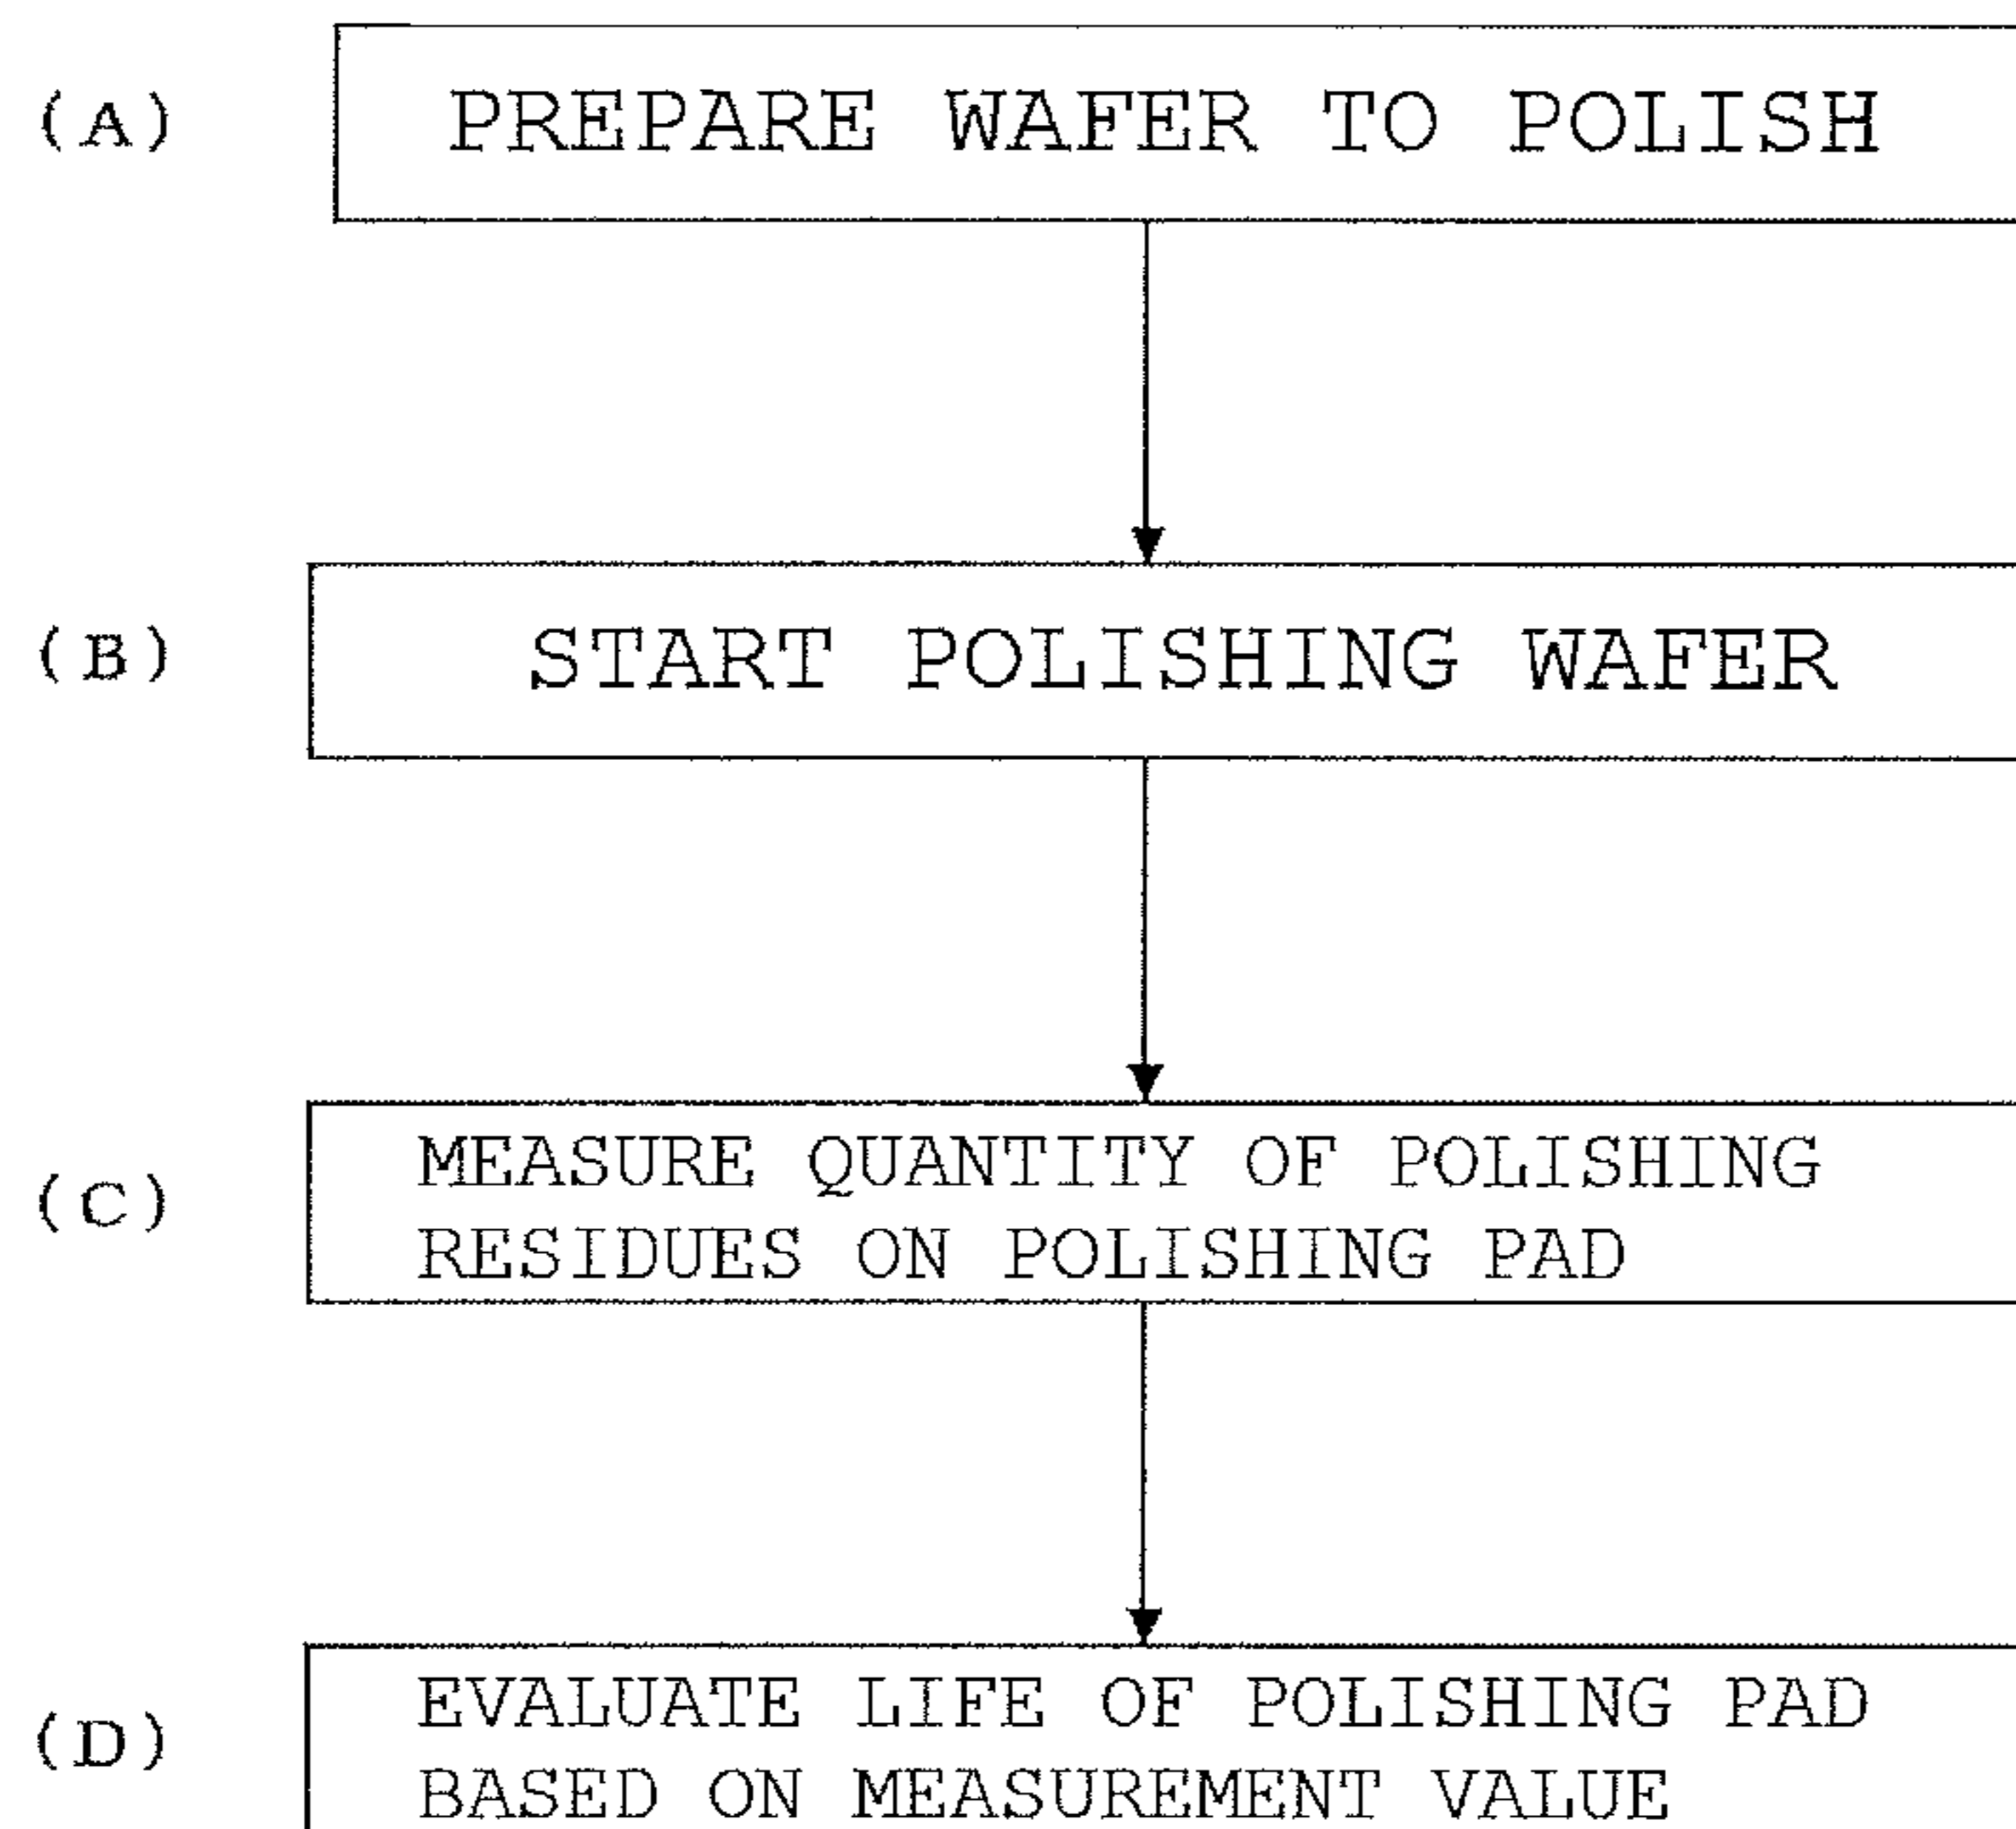 (A) PREPARE WAFER TO POLISH
(B) START POLISHING WAFER
(C) MEASURE QUANTITY OF POLISHING
RESIDUES ON POLISHING PAD
(D) EVALUATE LIFE OF POLISHING PAD
BASED ON MEASUREMENT VALUE